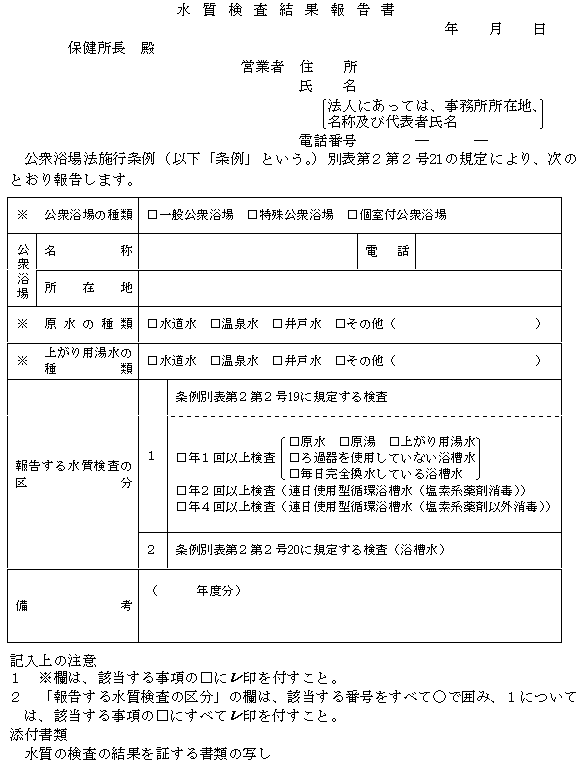 水質検査結果報告書
年　月　日
保健所長　殿
営業者　住　所
氏　名
法人にあっては、事務所所在地、
名称及び代表者氏名
電話番号　―　―
公衆浴場法施行条例（以下「条例」という。）別表第２第２号21の規定により、次の
とおり報告します。
※　公衆浴場の種類　□一般公衆浴場　□特殊公衆浴場　□個室付公衆浴場
公衆浴場
名　称　電　話
所　在　地
※　原水の種類　□水道水　□温泉水　□井戸水　□その他（　）
※　上がり用湯水の
種　類　□水道水　□温泉水　□井戸水　□その他（　）
報告する水質検査の
区　分
1
条例別表第２第２号19に規定する検査
□年１回以上検査
□原水　□原湯　□上がり用湯水
□ろ過器を使用していない浴槽水
□毎日完全換水している浴槽水
□年２回以上検査（連日使用型循環浴槽水（塩素系薬剤消毒））
□年４回以上検査（連日使用型循環浴槽水（塩素系薬剤以外消毒））
2　条例別表第２第２号20に規定する検査（浴槽水）
備　考
（　年度分）
記入上の注意
１　※欄は、該当する事項の□にレ印を付すこと。
２　「報告する水質検査の区分」の欄は、該当する番号をすべて○で囲み、１について
は、該当する事項の□にすべてレ印を付すこと。
添付書類
水質の検査の結果を証する書類の写し